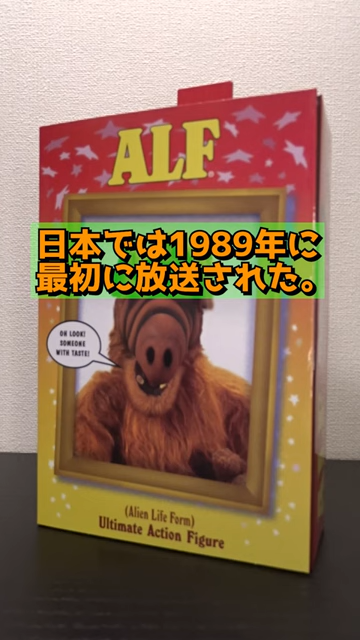 ALF
日本では1989年に
最初に放送された。
OH LOOK!
SOMEONE
WITH TASTE!
(Alien Life Form)
Ultimate Action Figure